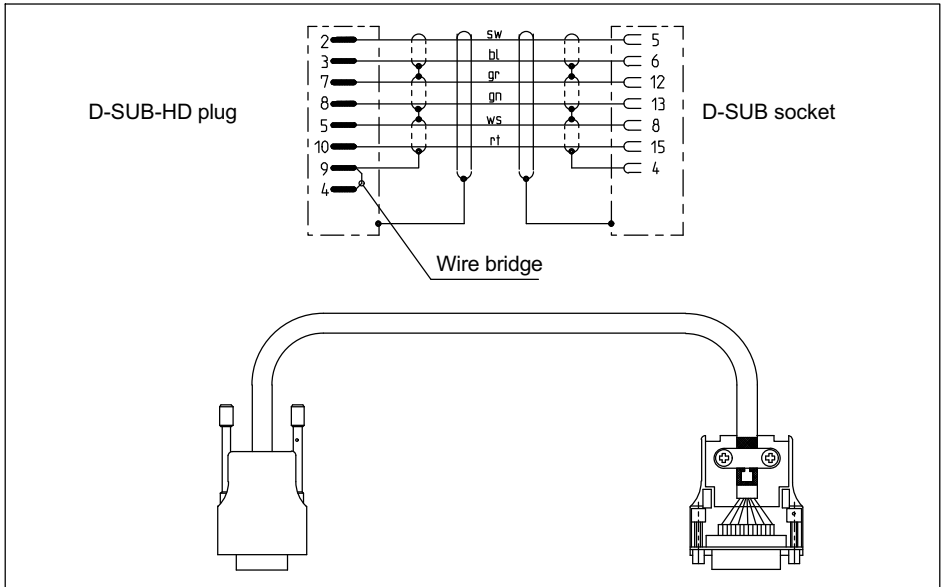 sw
2 5
bl
3 6
gr
7 12
gn
D-SUB-HD plug 8 13 D-SUB socket
ws
5 8
rt
10 15
9 4
4
Wire bridge